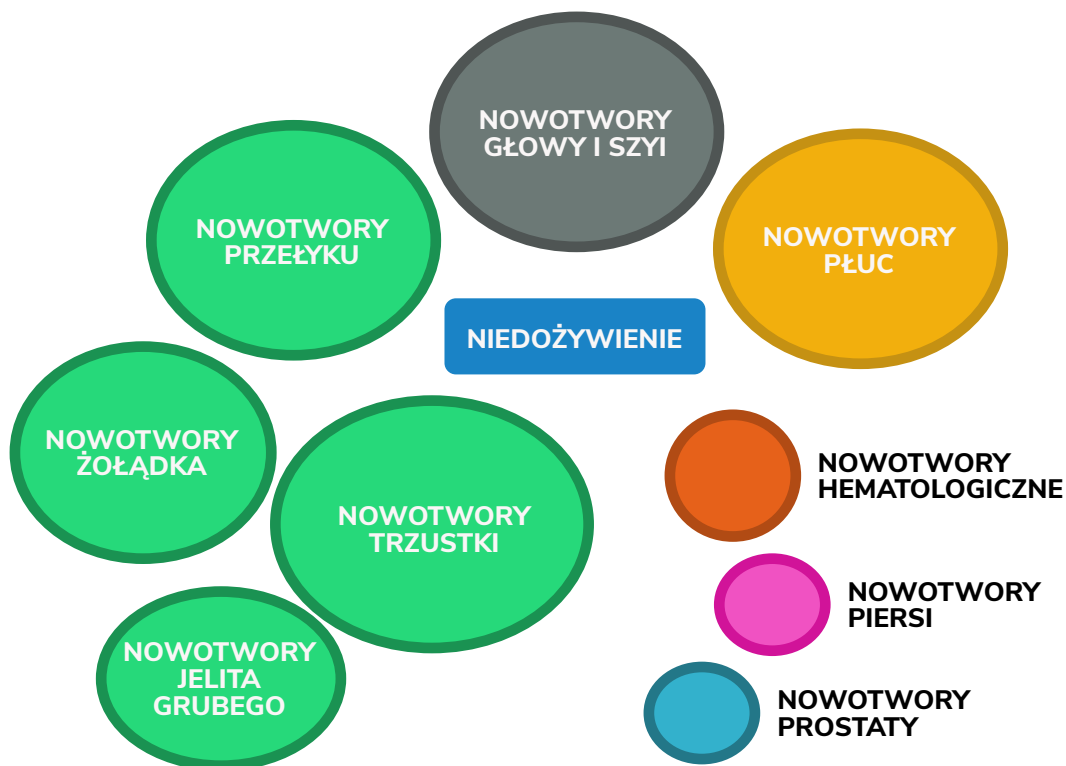 NOWOTWORY
GŁOWY I SZYI
NOWOTWORY
PRZEŁYKU
NOWOTWORY
PŁUC
NIEDOŻYWIENIE
NOWOTWORY
ŻOŁĄDKA
NOWOTWORY
TRZUSTKI
NOWOTWORY
HEMATOLOGICZNE
NOWOTWORY
PIERSI
NOWOTWORY
JELITA
GRUBEGO
NOWOTWORY
PROSTATY